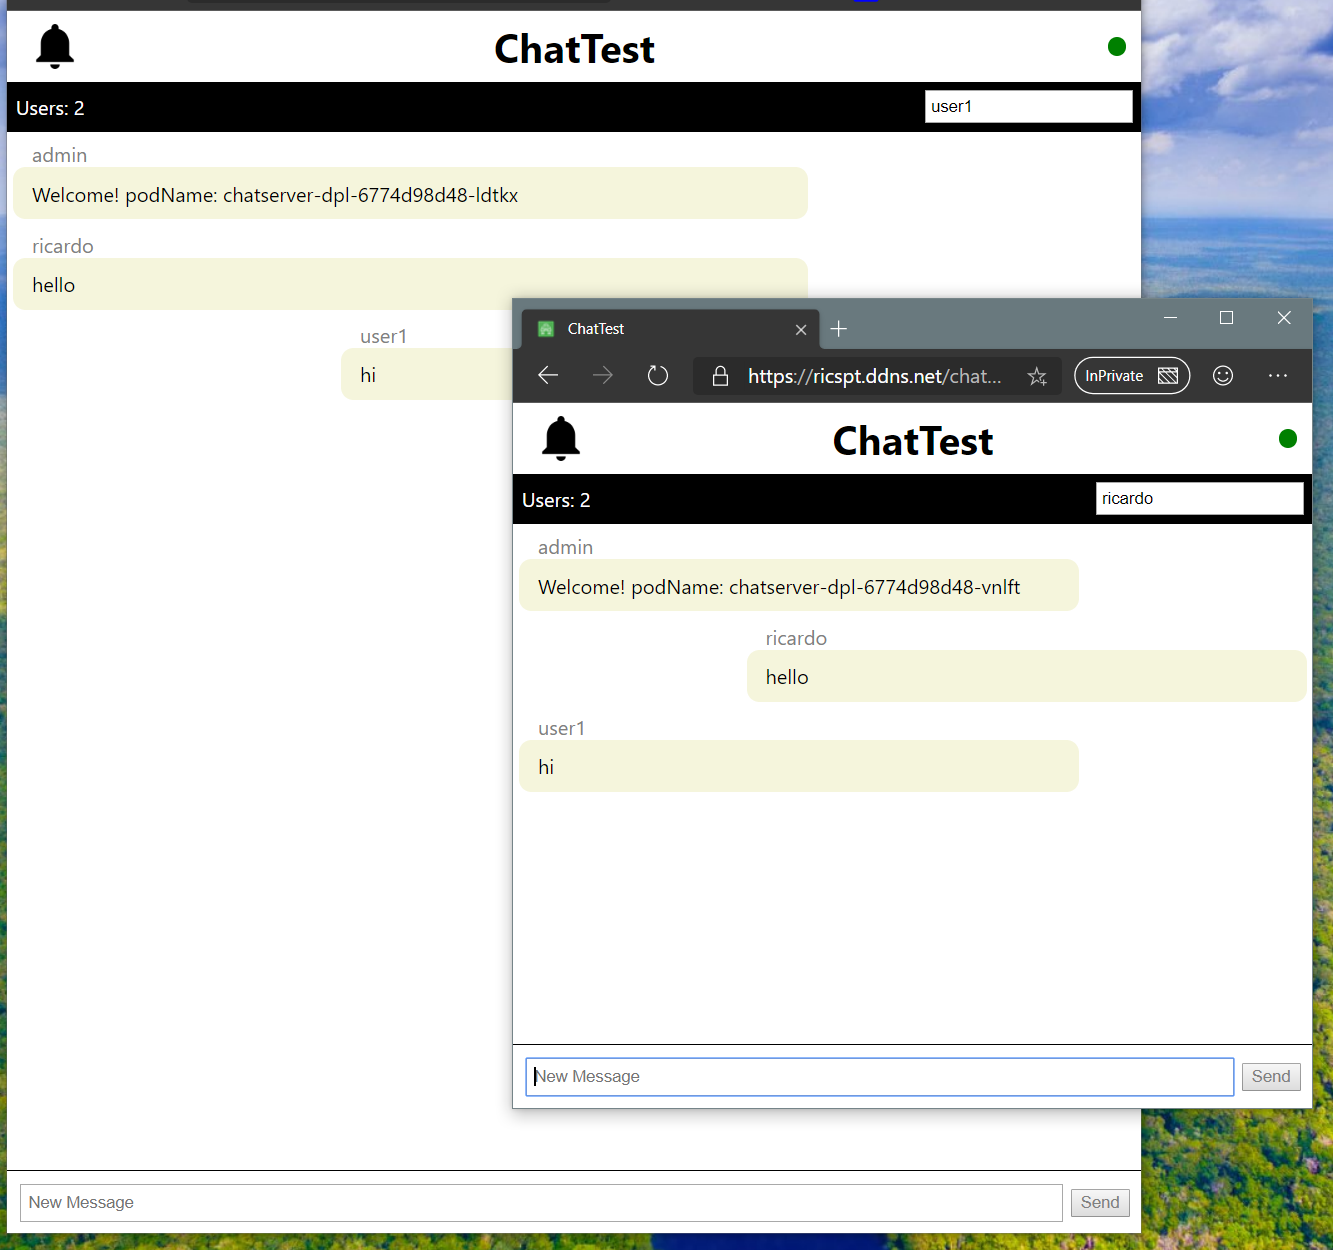 ChatTest
Users: 2
user1
admin
Welcome! podName: chatserver-dpl-6774d98d48-ldtkx
ricardo
hello
user1
hi
New Message
Send
ChatTest
https://ricspt.ddns.net/chat...
InPrivate
ChatTest
Users: 2
ricardo
admin
Welcome! podName: chatserver-dpl-6774d98d48-vnlft
ricardo
hello
user1
hi
New Message
Send